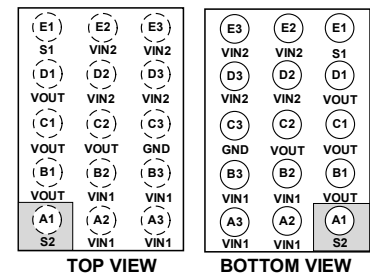 E1 E2 E3
S1 VIN2 VIN2
D1 D2 D3
VOUT VIN2 VIN2
C1 C2 C3
VOUT VOUT GND
B1 B2 B3
VOUT VIN1 VIN1
A1 A2 A3
S2 VIN1 VIN1
TOP VIEW
E3 E2 E1
VIN2 VIN2 S1
D3 D2 D1
VIN2 VIN2 VOUT
C3 C2 C1
GND VOUT VOUT
B3 B2 B1
VIN1 VIN1 VOUT
A3 A2 A1
VIN1 VIN1 S2
BOTTOM VIEW